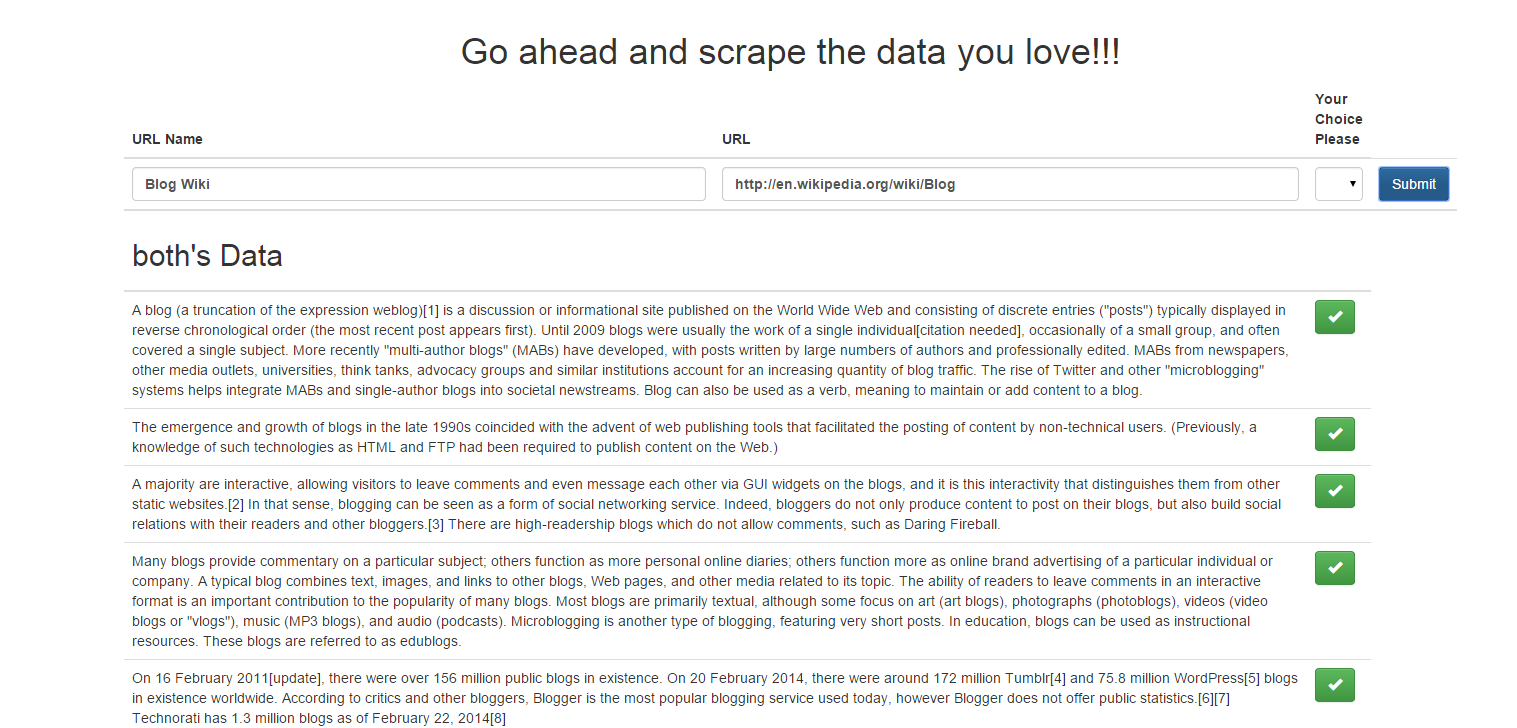 Go ahead and scrape the data you love!!!
Your
Choice
Please
URL Name
URL
Blog Wiki
http://en.wikipedia.org/wiki/Blog
Submit
both's Data
A blog (a truncation of the expression weblog)[1] is a discussion or informational site published on the World Wide Web and consisting of discrete entries ("posts") typically displayed in
reverse chronological order (the most recent post appears first). Until 2009 blogs were usually the work of a single individual[citation needed], occasionally of a small group, and often
covered a single subject. More recently "multi-author blogs" (MABs) have developed, with posts written by large numbers of authors and professionally edited. MABs from newspapers,
other media outlets, universities, think tanks, advocacy groups and similar institutions account for an increasing quantity of blog traffic. The rise of Twitter and other "microblogging"
systems helps integrate MABs and single-author blogs into societal newstreams. Blog can also be used as a verb, meaning to maintain or add content to a blog.
The emergence and growth of blogs in the late 1990s coincided with the advent of web publishing tools that facilitated the posting of content by non-technical users. (Previously, a
knowledge of such technologies as HTML and FTP had been required to publish content on the Web.)
A majority are interactive, allowing visitors to leave comments and even message each other via GUI widgets on the blogs, and it is this interactivity that distinguishes them from other
static websites.[2] In that sense, blogging can be seen as a form of social networking service. Indeed, bloggers do not only produce content to post on their blogs, but also build social
relations with their readers and other bloggers.[3] There are high-readership blogs which do not allow comments, such as Daring Fireball.
Many blogs provide commentary on a particular subject; others function as more personal online diaries; others function more as online brand advertising of a particular individual or
company. A typical blog combines text, images, and links to other blogs, Web pages, and other media related to its topic. The ability of readers to leave comments in an interactive
format is an important contribution to the popularity of many blogs. Most blogs are primarily textual, although some focus on art (art blogs), photographs (photoblogs), videos (video
blogs or "vlogs"), music (MP3 blogs), and audio (podcasts). Microblogging is another type of blogging, featuring very short posts. In education, blogs can be used as instructional
resources. These blogs are referred to as edublogs.
On 16 February 2011[update], there were over 156 million public blogs in existence. On 20 February 2014, there were around 172 million Tumblr[4] and 75.8 million WordPress[5] blogs
in existence worldwide. According to critics and other bloggers, Blogger is the most popular blogging service used today, however Blogger does not offer public statistics.[6][7]
Technorati has 1.3 million blogs as of February 22, 2014[8]